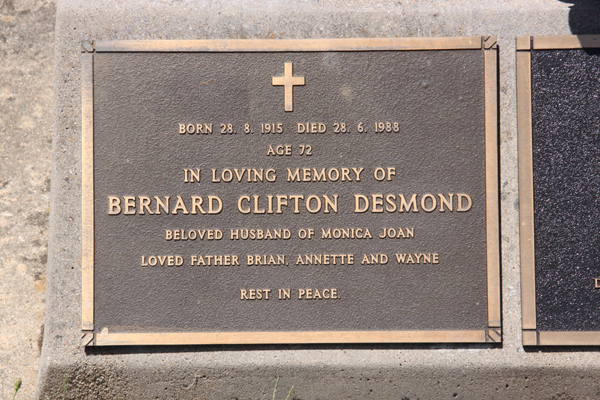 BORN 28. 8. 1915 DIED 28. 6. 1988
AGE 72
IN LOVING MEMORY OF
BERNARD CLIFTON DESMOND
BELOVED HUSBAND OF MONICA JOAN
LOVED FATHER BRIAN, ANNETTE AND WAYNE
REST IN PEACE.